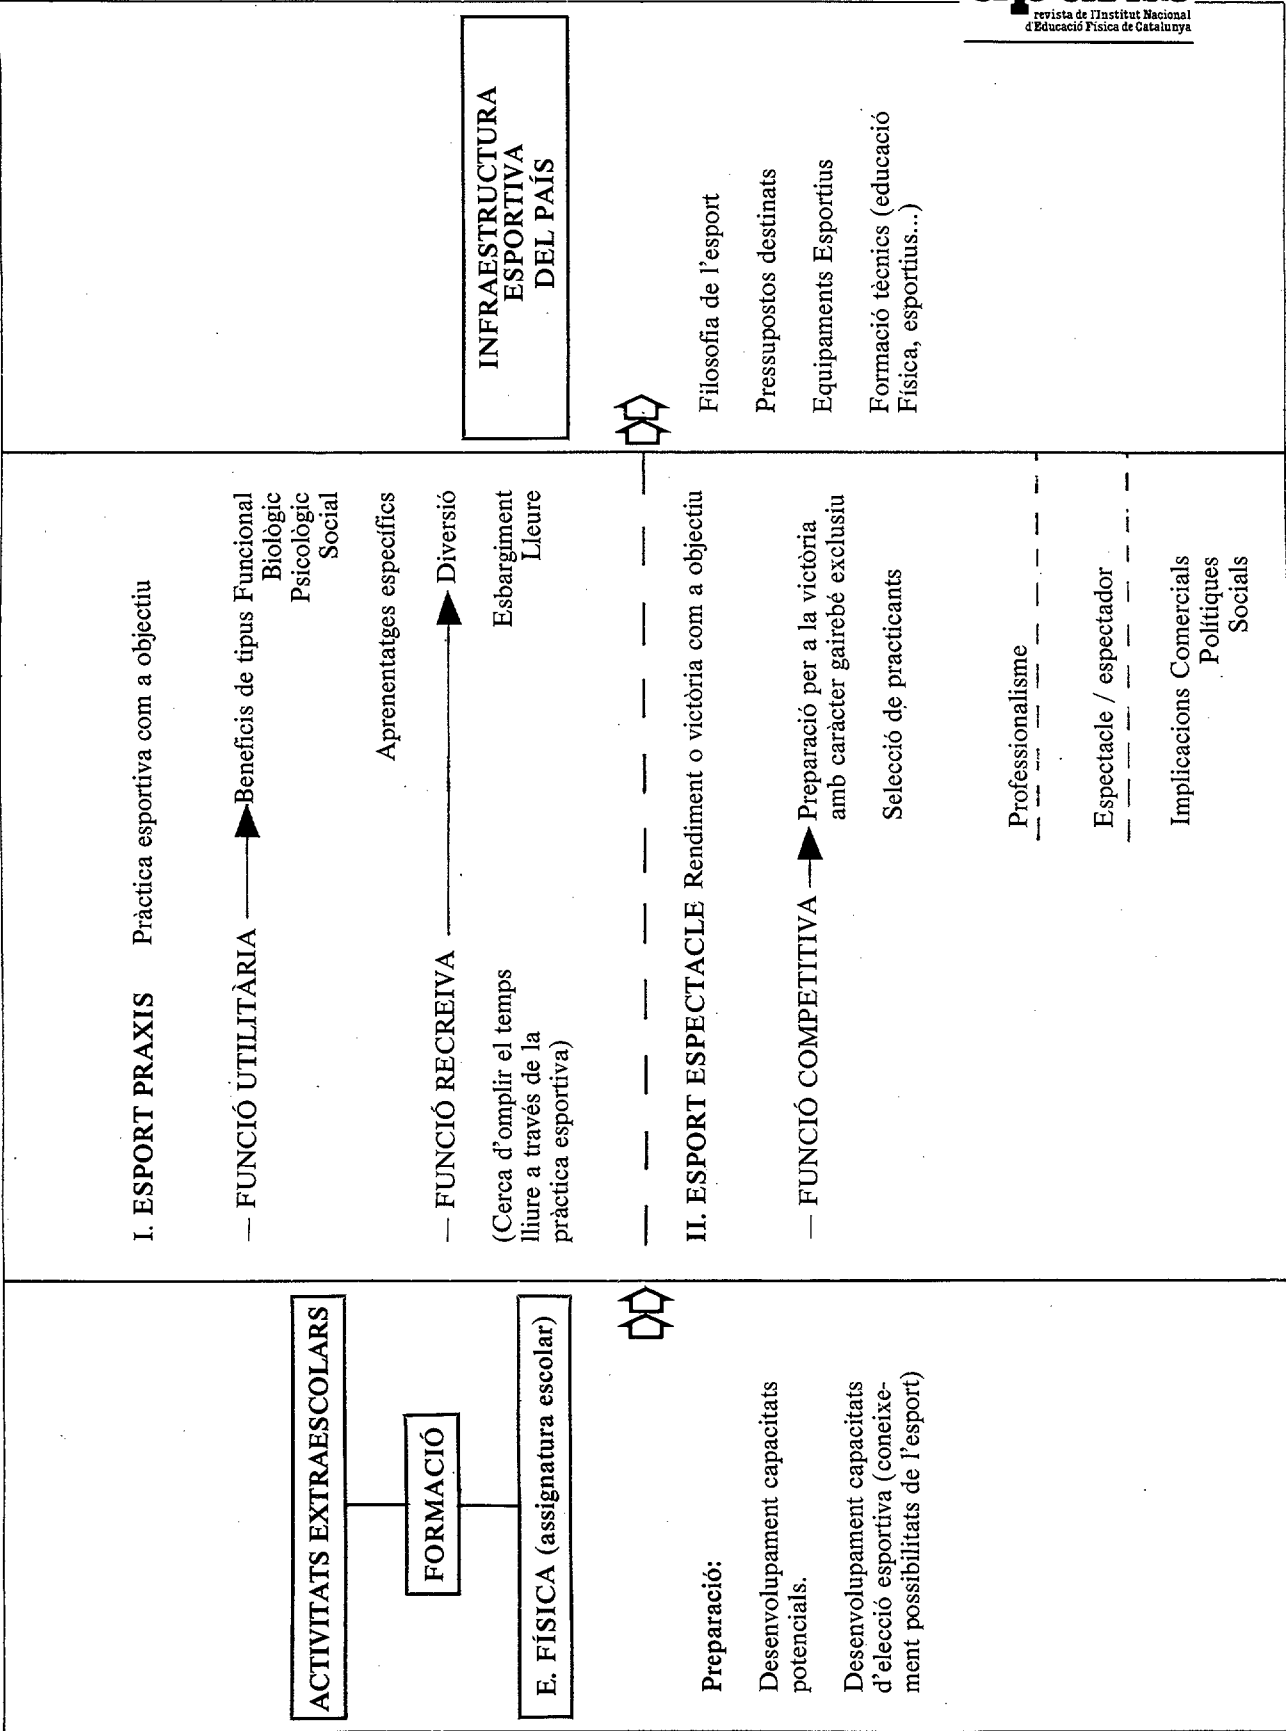 revista de l'Institut Nacional
d'Educació Física de Catalunya
ACTIVITATS EXTRAESCOLARS
FORMACIÓ
E. FÍSICA (assignatura escolar)
Preparació:
Desenvolupament capacitats
potencials.
Desenvolupament capacitats
d'elecció esportiva (coneixe-
ment possibilitats de l'esport)
I. ESPORT PRAXIS Pràctica esportiva com a objectiu
— FUNCIÓ UTILITÀRIA Beneficis de tipus Funcional
Biològic
Psicològic
Social
Aprenentatges específics
— FUNCIÓ RECREIVA Diversió
(Cerca d'omplir el temps
lliure a través de la
pràctica esportiva)
Esbargiment
Lleure
II. ESPORT ESPECTACLE Rendiment o victòria com a objectiu
— FUNCIÓ COMPETITIVA Preparació per a la victòria
amb caràcter gairebé exclusiu
Selecció de practicants
Professionalisme
Espectacle / espectador
Implicacions Comercials
Polítiques
Socials
INFRAESTRUCTURA
ESPORTIVA
DEL PAÍS
Filosofia de l'esport
Pressupostos destinats
Equipaments Esportius
Formació tècnics (educació
Física, esportius...)